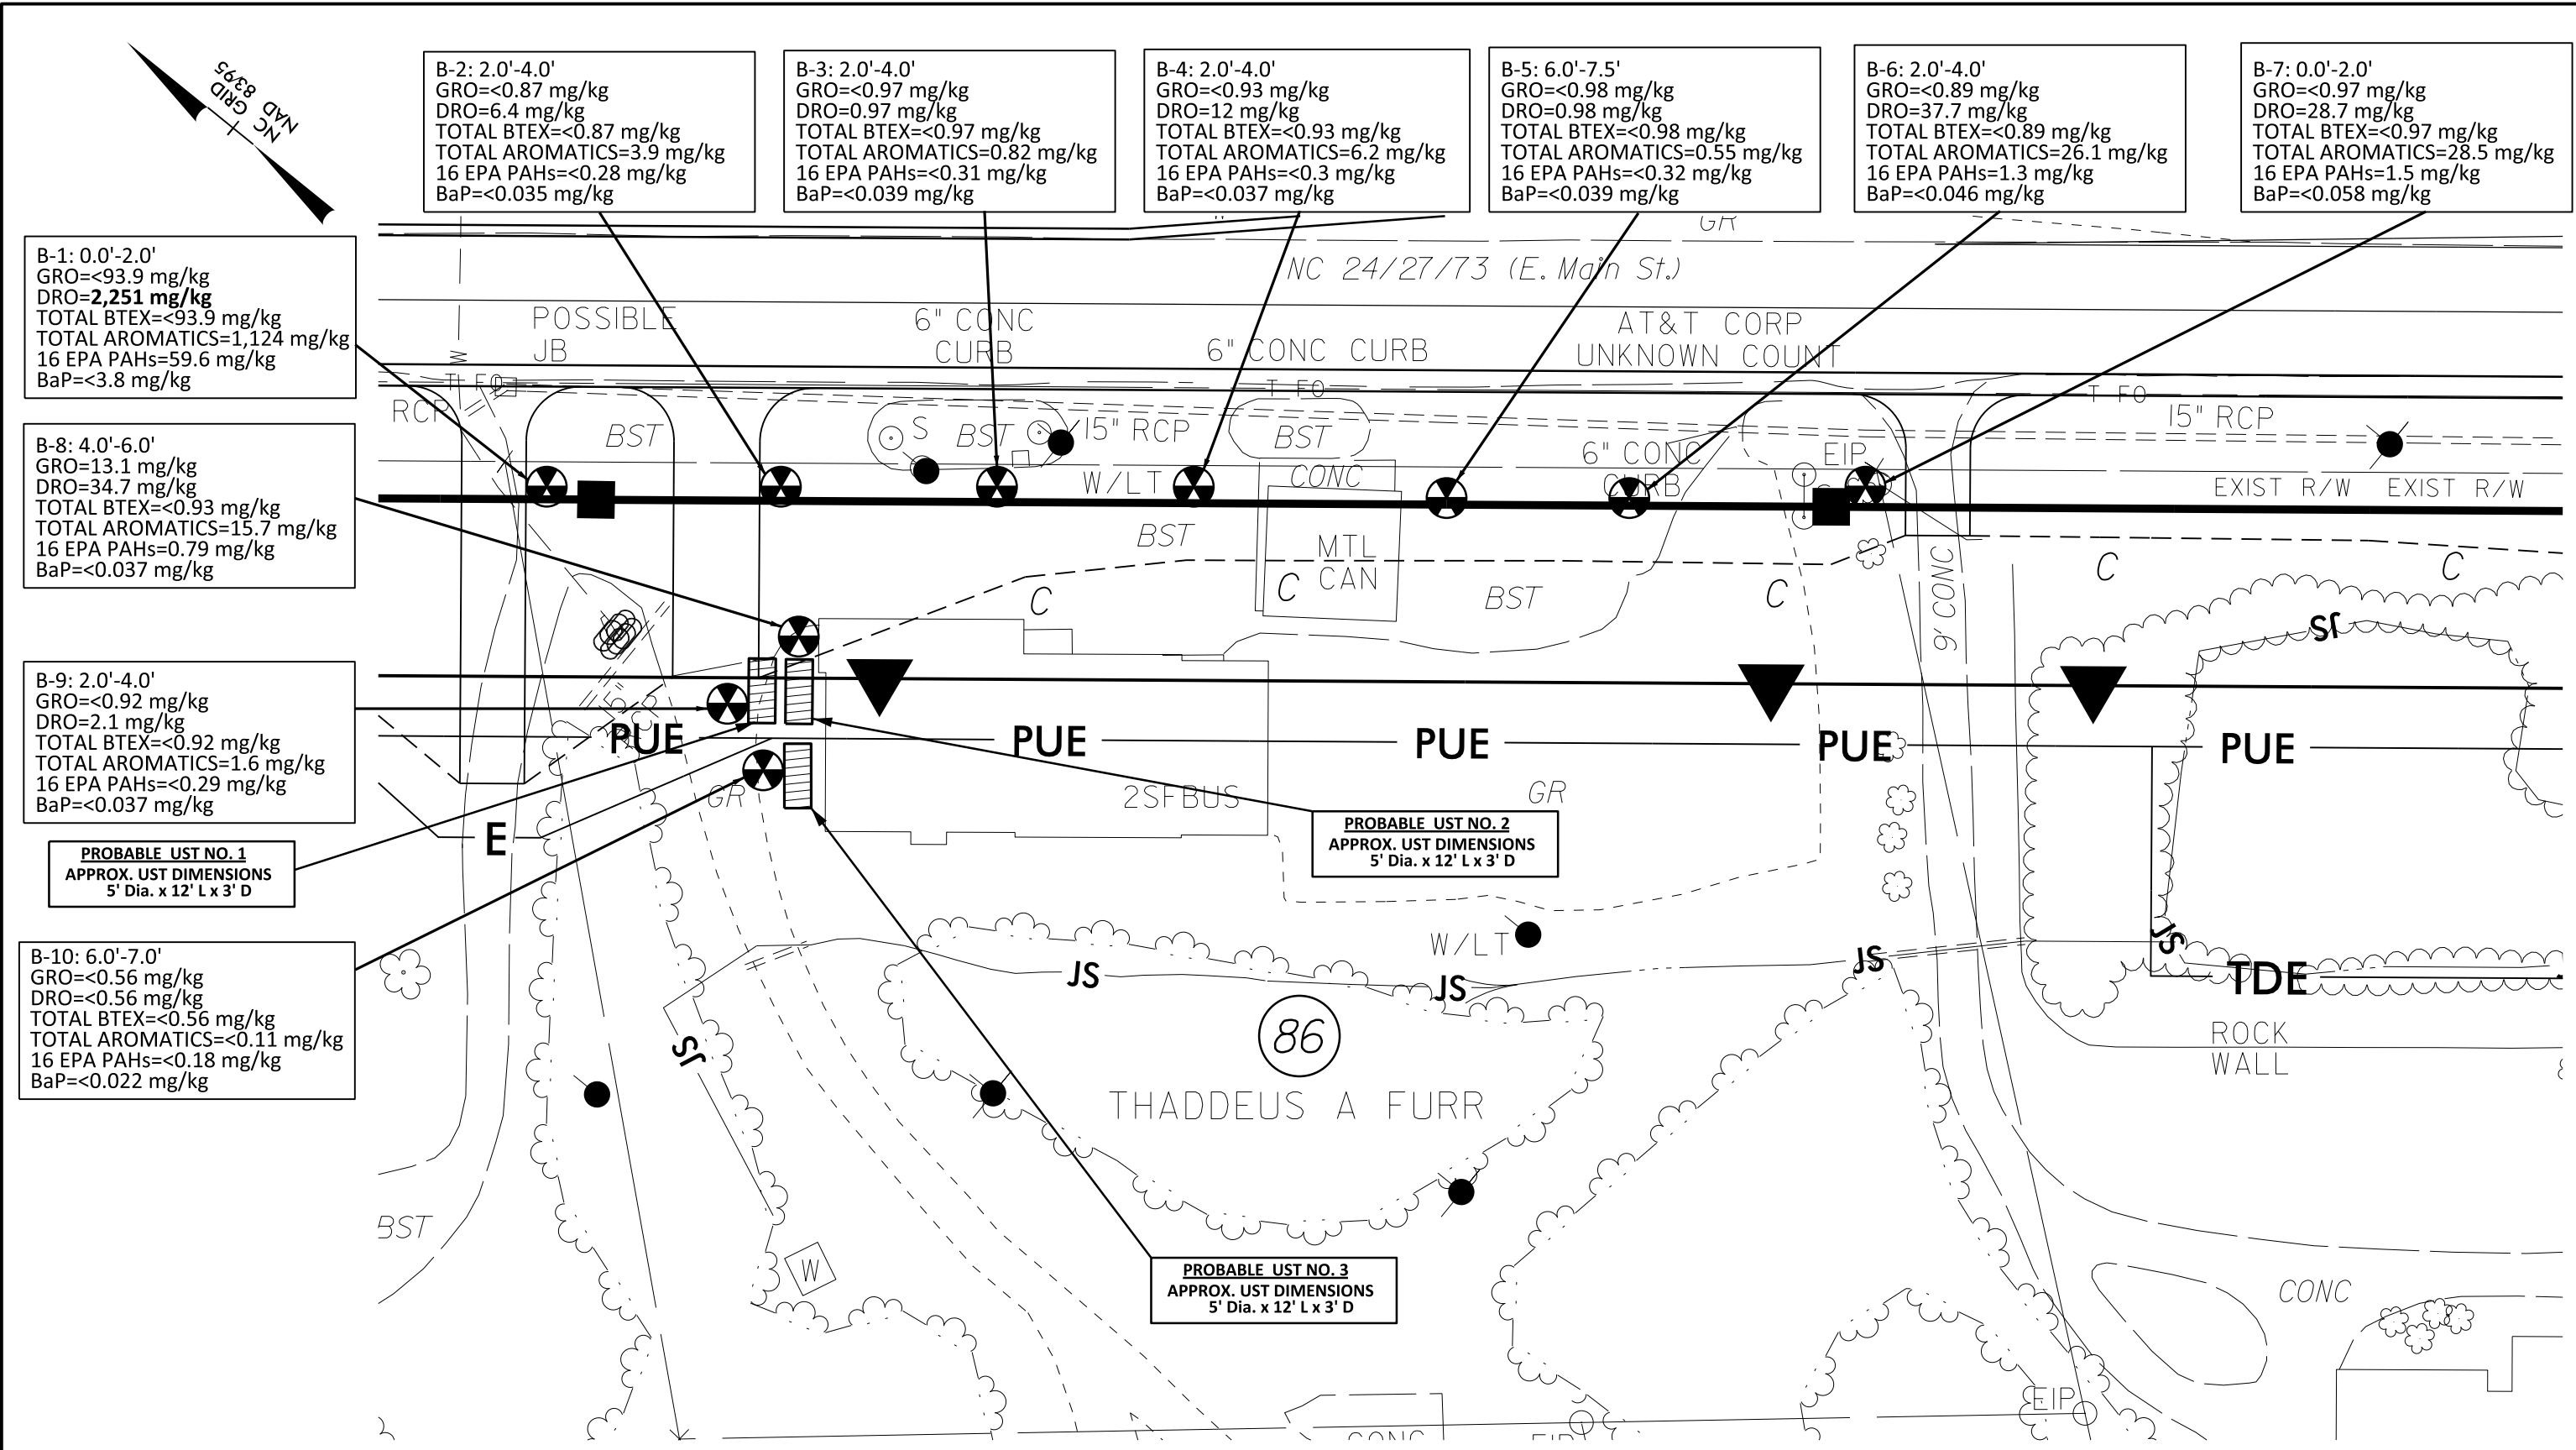 NC GRID
NAD 83/95
B-2: 2.0'-4.0'
GRO=<0.87 mg/kg
DRO=6.4 mg/kg
TOTAL BTEX=<0.87 mg/kg
TOTAL AROMATICS=3.9 mg/kg
16 EPA PAHs=<0.28 mg/kg
BaP=<0.035 mg/kg
B-3: 2.0'-4.0'
GRO=<0.97 mg/kg
DRO=0.97 mg/kg
TOTAL BTEX=<0.97 mg/kg
TOTAL AROMATICS=0.82 mg/kg
16 EPA PAHs=<0.31 mg/kg
BaP=<0.039 mg/kg
B-4: 2.0'-4.0'
GRO=<0.93 mg/kg
DRO=12 mg/kg
TOTAL BTEX=<0.93 mg/kg
TOTAL AROMATICS=6.2 mg/kg
16 EPA PAHs=<0.3 mg/kg
BaP=<0.037 mg/kg
B-5: 6.0'-7.5'
GRO=<0.98 mg/kg
DRO=0.98 mg/kg
TOTAL BTEX=<0.98 mg/kg
TOTAL AROMATICS=0.55 mg/kg
16 EPA PAHs=<0.32 mg/kg
BaP=<0.039 mg/kg
B-6: 2.0'-4.0'
GRO=<0.89 mg/kg
DRO=37.7 mg/kg
TOTAL BTEX=<0.89 mg/kg
TOTAL AROMATICS=26.1 mg/kg
16 EPA PAHs=1.3 mg/kg
BaP=<0.046 mg/kg
B-7: 0.0'-2.0'
GRO=<0.97 mg/kg
DRO=28.7 mg/kg
TOTAL BTEX=<0.97 mg/kg
TOTAL AROMATICS=28.5 mg/kg
16 EPA PAHs=1.5 mg/kg
BaP=<0.058 mg/kg
B-1: 0.0'-2.0'
GRO=<93.9 mg/kg
DRO=2,251 mg/kg
TOTAL BTEX=<93.9 mg/kg
TOTAL AROMATICS=1,124 mg/kg
16 EPA PAHs=59.6 mg/kg
BaP=<3.8 mg/kg
GR
NC 24/27/73 (E. Main St.)
POSSIBLE
JB
6" CONC
CURB
6" CONC CURB
AT&T CORP
UNKNOWN COUNT
W
T FO
T FO
T FO
RCP
BST
S
BST
15" RCP
BST
15" RCP
B-8: 4.0'-6.0'
GRO=13.1 mg/kg
DRO=34.7 mg/kg
TOTAL BTEX=<0.93 mg/kg
TOTAL AROMATICS=15.7 mg/kg
16 EPA PAHs=0.79 mg/kg
BaP=<0.037 mg/kg
W/LT
CONC
6" CONC
CURB
EIP
EXIST R/W
EXIST R/W
BST
MTL
CAN
C
C
BST
C
9' CONC
C
C
JS
B-9: 2.0'-4.0'
GRO=<0.92 mg/kg
DRO=2.1 mg/kg
TOTAL BTEX=<0.92 mg/kg
TOTAL AROMATICS=1.6 mg/kg
16 EPA PAHs=<0.29 mg/kg
BaP=<0.037 mg/kg
PUE
PUE
PUE
PUE
PUE
GR
2SFBUS
GR
E
PROBABLE UST NO. 1
APPROX. UST DIMENSIONS
5' Dia. x 12' L x 3' D
PROBABLE UST NO. 2
APPROX. UST DIMENSIONS
5' Dia. x 12' L x 3' D
B-10: 6.0'-7.0'
GRO=<0.56 mg/kg
DRO=<0.56 mg/kg
TOTAL BTEX=<0.56 mg/kg
TOTAL AROMATICS=<0.11 mg/kg
16 EPA PAHs=<0.18 mg/kg
BaP=<0.022 mg/kg
W/LT
JS
JS
JS
JS
JS
TDE
86
THADDEUS A FURR
ROCK
WALL
BST
W
PROBABLE UST NO. 3
APPROX. UST DIMENSIONS
5' Dia. x 12' L x 3' D
CONC
EIP
CONC
EIP